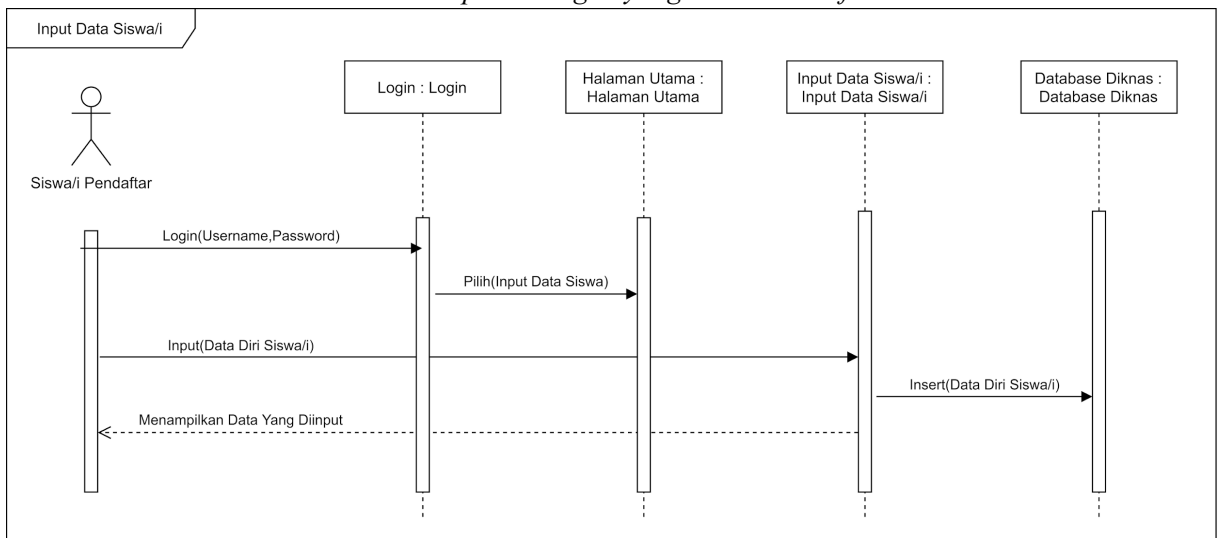 Input Data Siswa/i
Login : Login
Halaman Utama :
Halaman Utama
Input Data Siswa/i :
Input Data Siswa/i
Database Diknas :
Database Diknas
Siswa/i Pendaftar
Login(Username,Password)
Pilih(Input Data Siswa)
Input(Data Diri Siswa/i)
Insert(Data Diri Siswa/i)
Menampilkan Data Yang Diinput